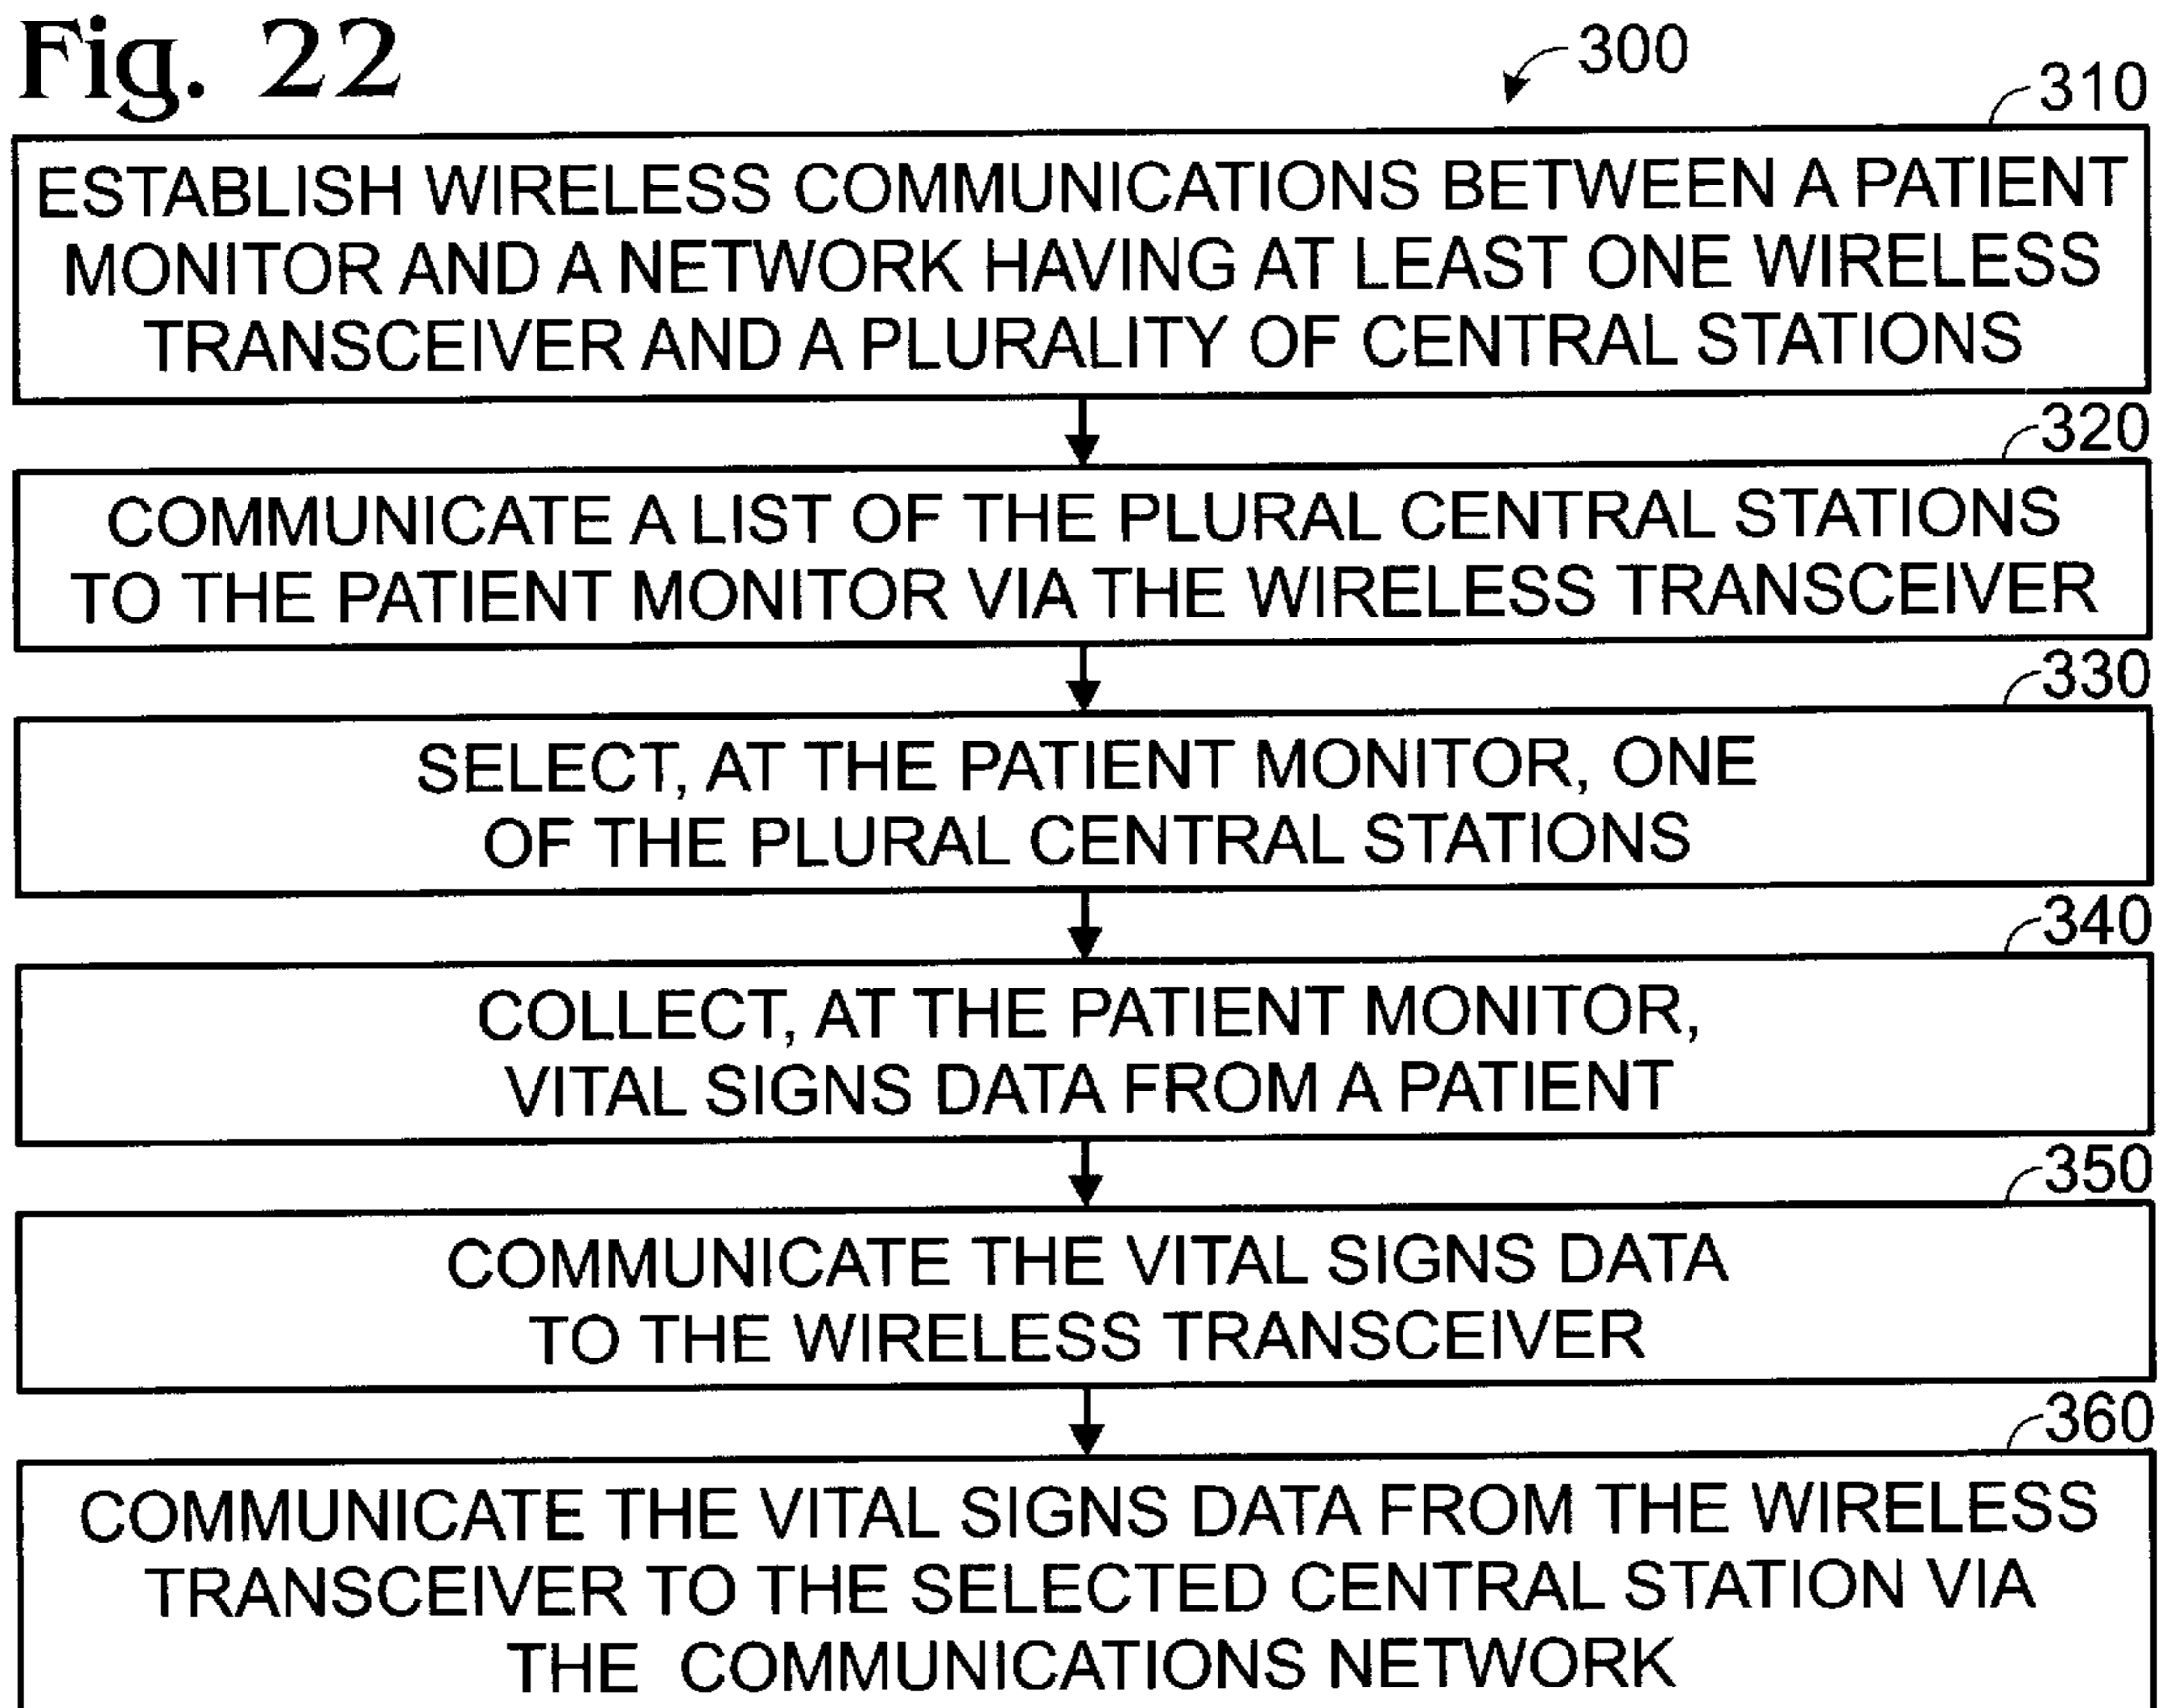 Fig. 22
300
310
ESTABLISH WIRELESS COMMUNICATIONS BETWEEN A PATIENT
MONITOR AND A NETWORK HAVING AT LEAST ONE WIRELESS
TRANSCEIVER AND A PLURALITY OF CENTRAL STATIONS
320
COMMUNICATE A LIST OF THE PLURAL CENTRAL STATIONS
TO THE PATIENT MONITOR VIA THE WIRELESS TRANSCEIVER
330
SELECT, AT THE PATIENT MONITOR, ONE
OF THE PLURAL CENTRAL STATIONS
340
COLLECT, AT THE PATIENT MONITOR,
VITAL SIGNS DATA FROM A PATIENT
350
COMMUNICATE THE VITAL SIGNS DATA
TO THE WIRELESS TRANSCEIVER
360
COMMUNICATE THE VITAL SIGNS DATA FROM THE WIRELESS
TRANSCEIVER TO THE SELECTED CENTRAL STATION VIA
THE COMMUNICATIONS NETWORK